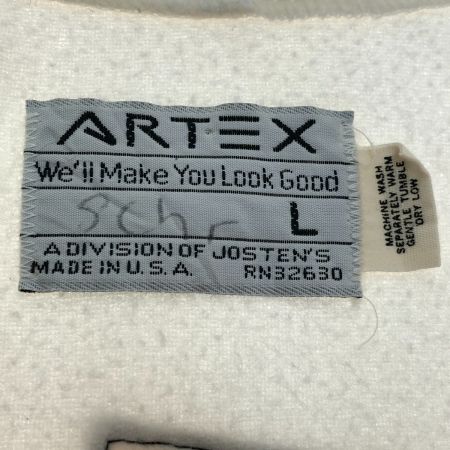 ARTEX
We'll Make You Look Good
L
A DIVISION OF JOSTEN'S
MADE IN U.S.A. RN32630
MACHINE WASH
SEPARATELY WARM
GENTLE TUMBLE
DRY LOW